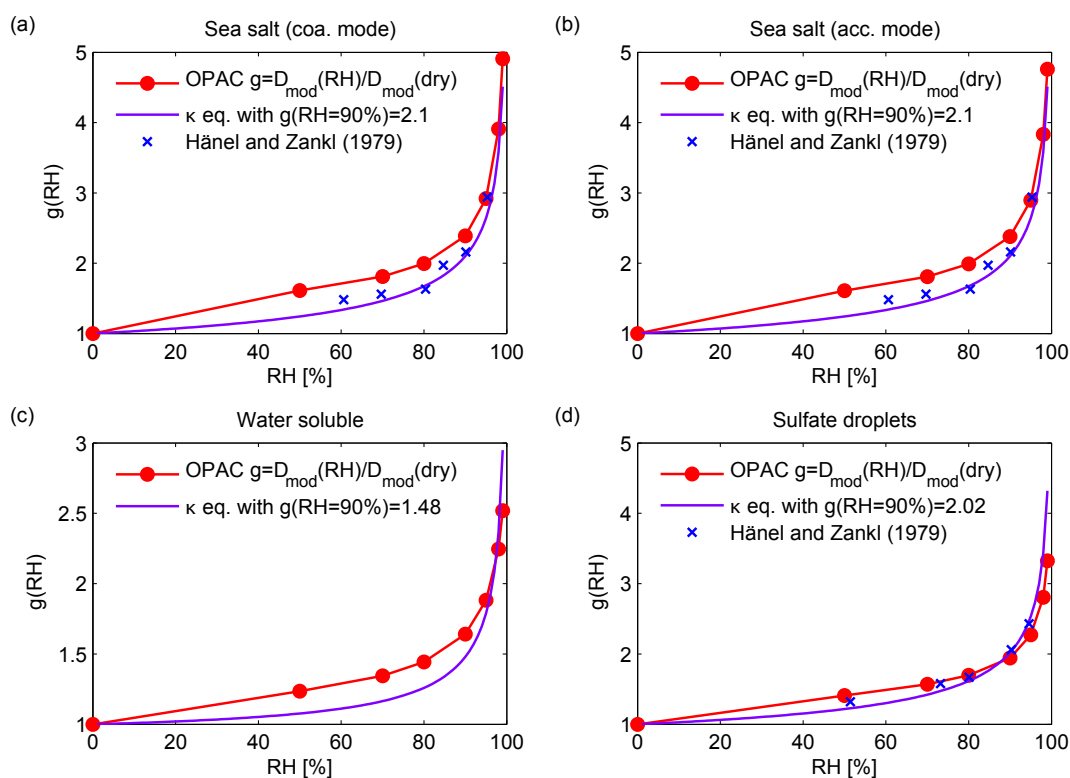 (a)
Sea salt (coa. mode)
5
4
3
2
1
g(RH)
OPAC g=D_mod(RH)/D_mod(dry)
κ eq. with g(RH=90%)=2.1
Hänel and Zankl (1979)
0 20 40 60 80 100
RH [%]
(b)
Sea salt (acc. mode)
5
4
3
2
1
g(RH)
OPAC g=D_mod(RH)/D_mod(dry)
κ eq. with g(RH=90%)=2.1
Hänel and Zankl (1979)
0 20 40 60 80 100
RH [%]
(c)
Water soluble
3
2.5
2
1.5
1
g(RH)
OPAC g=D_mod(RH)/D_mod(dry)
κ eq. with g(RH=90%)=1.48
0 20 40 60 80 100
RH [%]
(d)
Sulfate droplets
5
4
3
2
1
g(RH)
OPAC g=D_mod(RH)/D_mod(dry)
κ eq. with g(RH=90%)=2.02
Hänel and Zankl (1979)
0 20 40 60 80 100
RH [%]